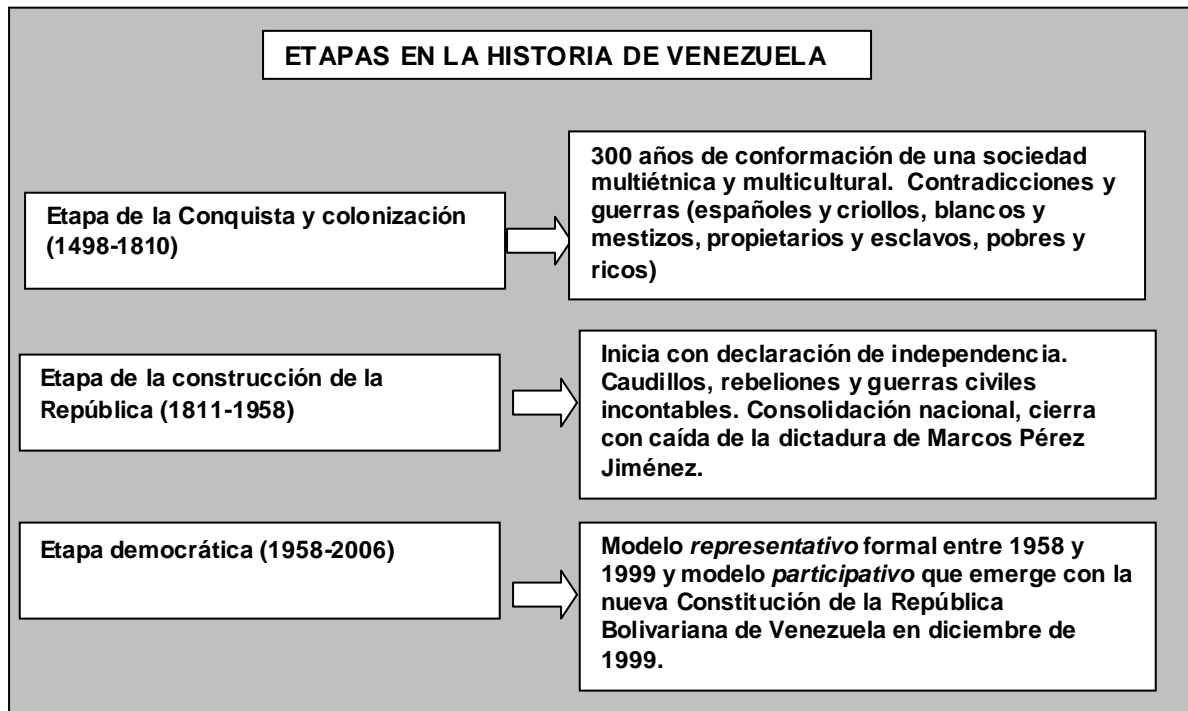 ETAPAS EN LA HISTORIA DE VENEZUELA
Etapa de la Conquista y colonización
(1498-1810)
300 años de conformación de una sociedad
multiétnica y multicultural.  Contradicciones y
guerras (españoles y criollos, blancos y
mestizos, propietarios y esclavos, pobres y
ricos)
Etapa de la construcción de la
República (1811-1958)
Inicia con declaración de independencia.
Caudillos, rebeliones y guerras civiles
incontables. Consolidación nacional, cierra
con caída de la dictadura de Marcos Pérez
Jiménez.
Etapa democrática (1958-2006)
Modelo representativo formal entre 1958 y
1999 y modelo participativo que emerge con la
nueva Constitución de la República
Bolivariana de Venezuela en diciembre de
1999.